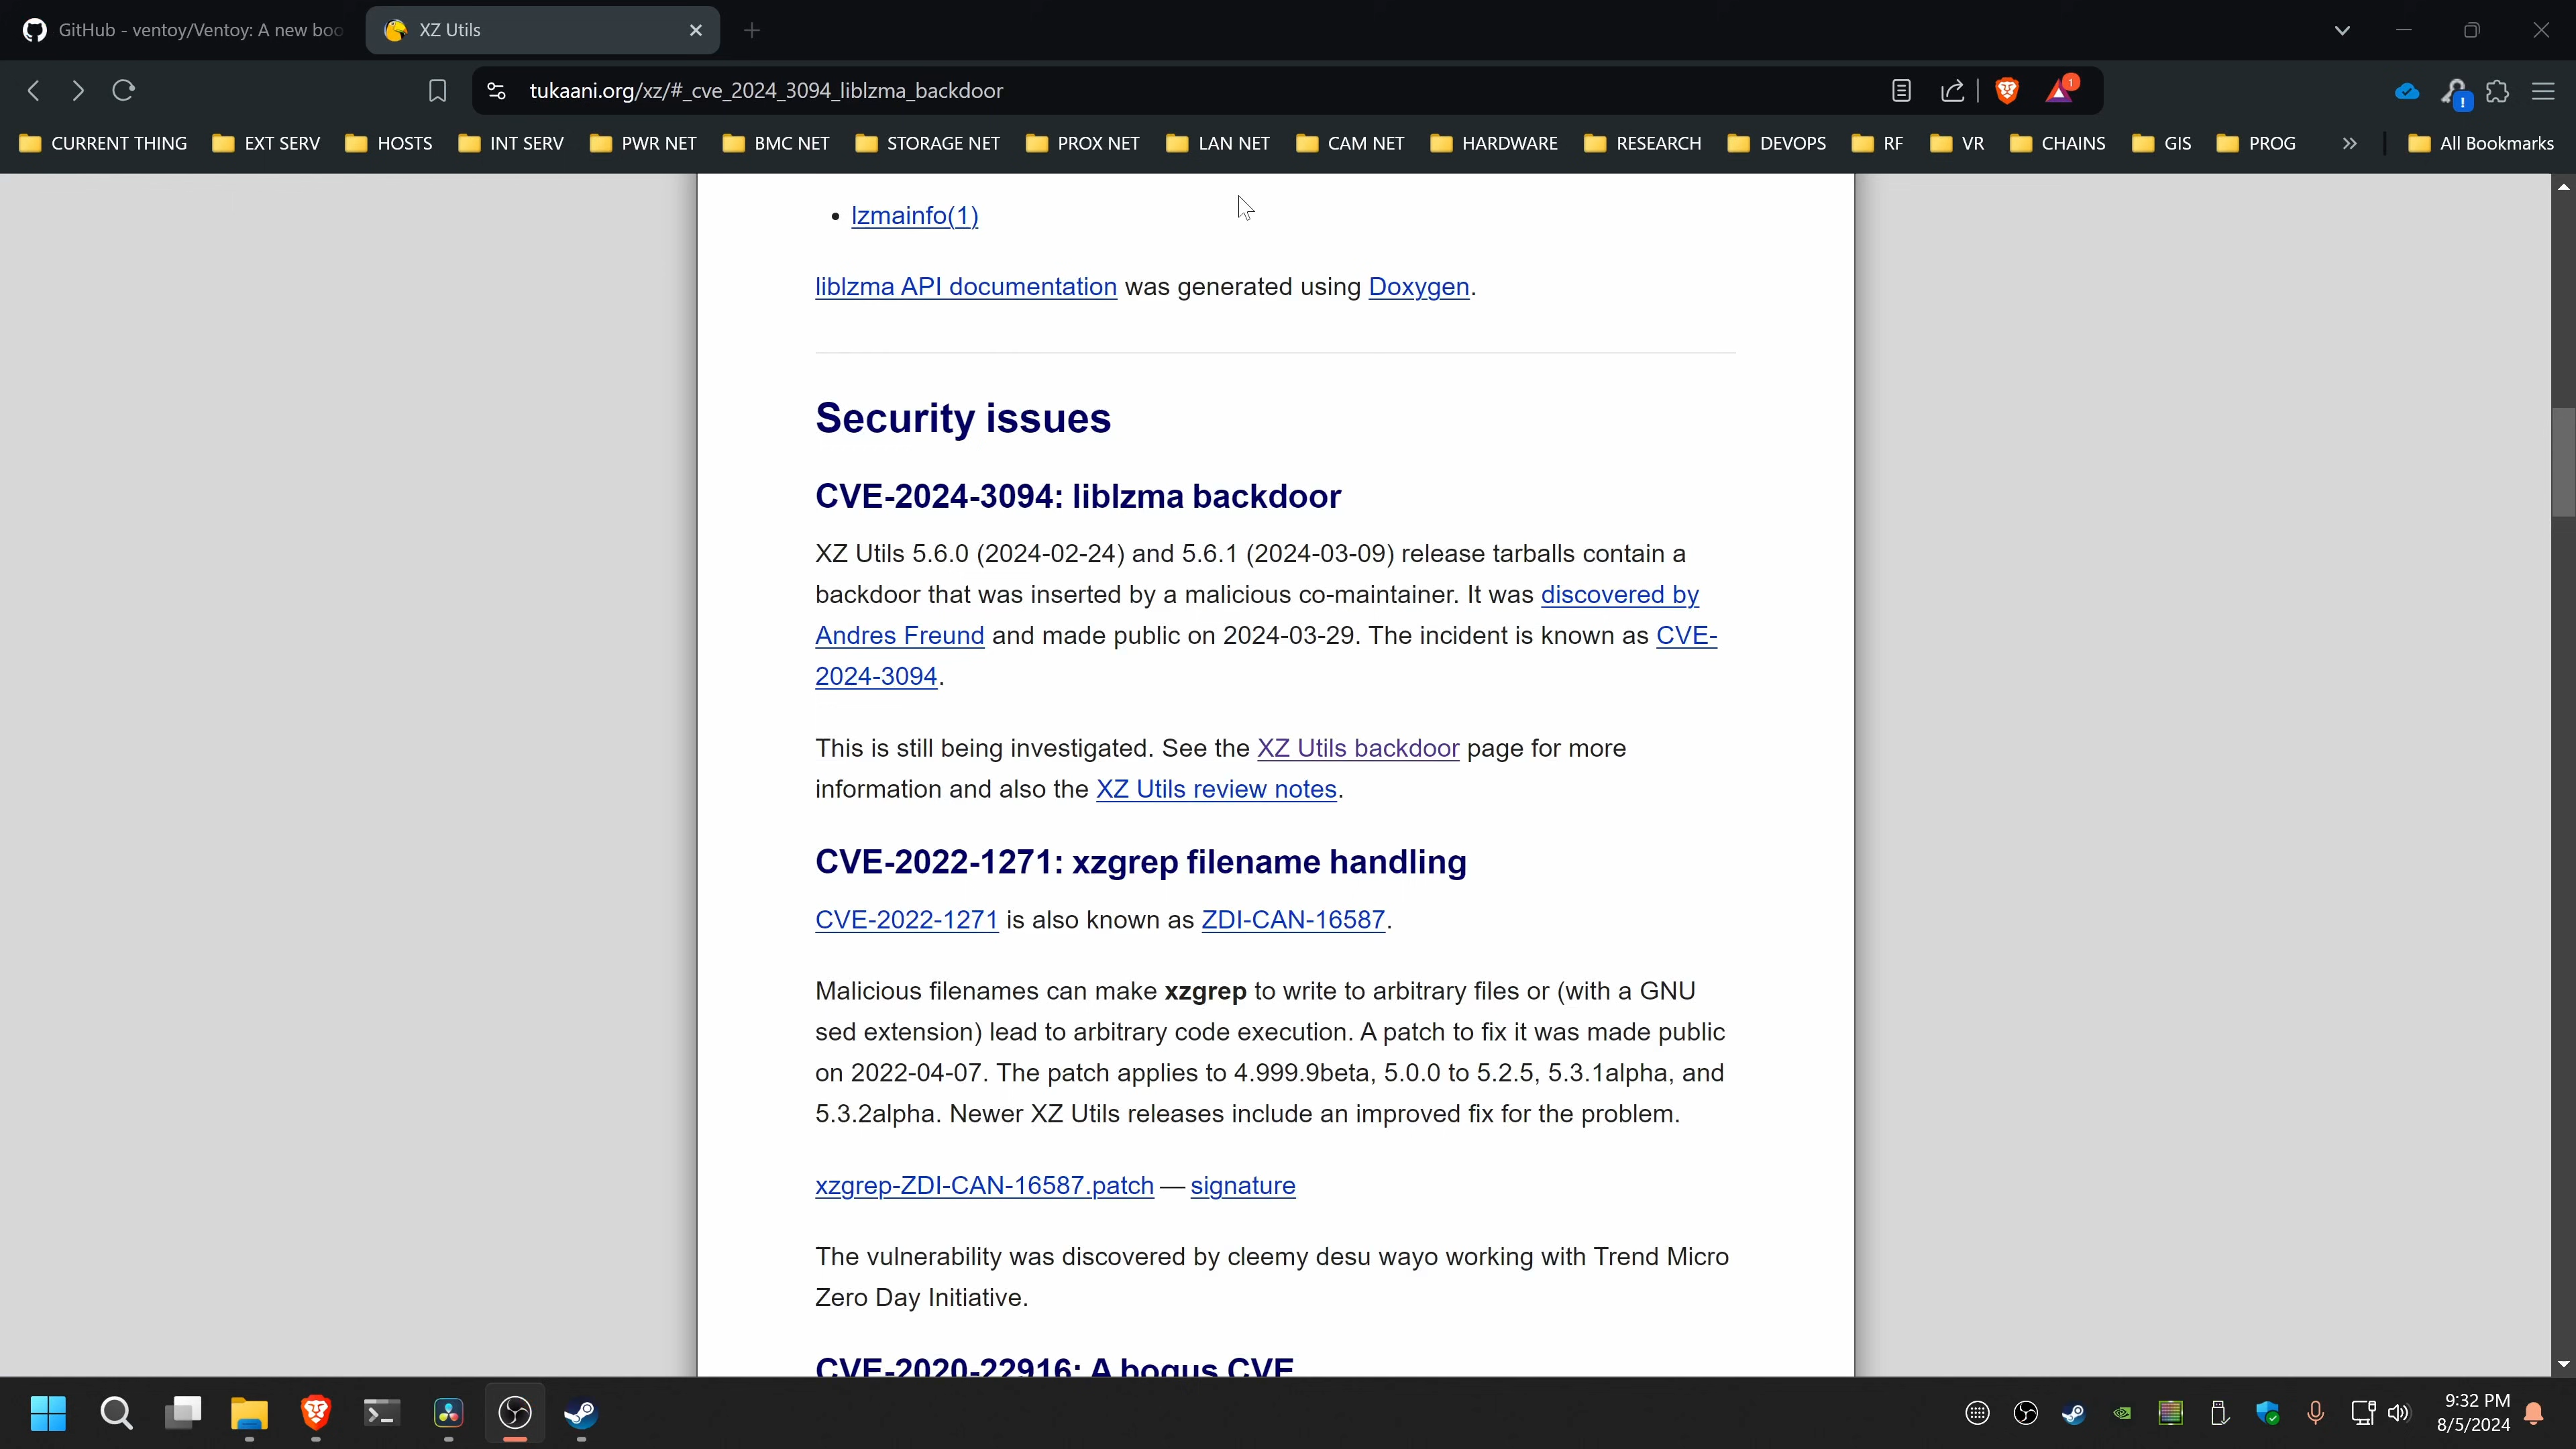 GitHub - ventoy/Ventoy: A new boo
XZ Utils
tukaani.org/xz/#_cve_2024_3094_liblzma_backdoor
1
!
CURRENT THING EXT SERV HOSTS INT SERV PWR NET BMC NET STORAGE NET PROX NET LAN NET CAM NET HARDWARE RESEARCH DEVOPS RF VR CHAINS GIS PROG » All Bookmarks
• lzmainfo(1)
liblzma API documentation was generated using Doxygen.
Security issues
CVE-2024-3094: liblzma backdoor
XZ Utils 5.6.0 (2024-02-24) and 5.6.1 (2024-03-09) release tarballs contain a
backdoor that was inserted by a malicious co-maintainer. It was discovered by
Andres Freund and made public on 2024-03-29. The incident is known as CVE-
2024-3094.
This is still being investigated. See the XZ Utils backdoor page for more
information and also the XZ Utils review notes.
CVE-2022-1271: xzgrep filename handling
CVE-2022-1271 is also known as ZDI-CAN-16587.
Malicious filenames can make xzgrep to write to arbitrary files or (with a GNU
sed extension) lead to arbitrary code execution. A patch to fix it was made public
on 2022-04-07. The patch applies to 4.999.9beta, 5.0.0 to 5.2.5, 5.3.1alpha, and
5.3.2alpha. Newer XZ Utils releases include an improved fix for the problem.
xzgrep-ZDI-CAN-16587.patch — signature
The vulnerability was discovered by cleemy desu wayo working with Trend Micro
Zero Day Initiative.
CVE-2020-22916: A bogus CVE
9:32 PM
8/5/2024